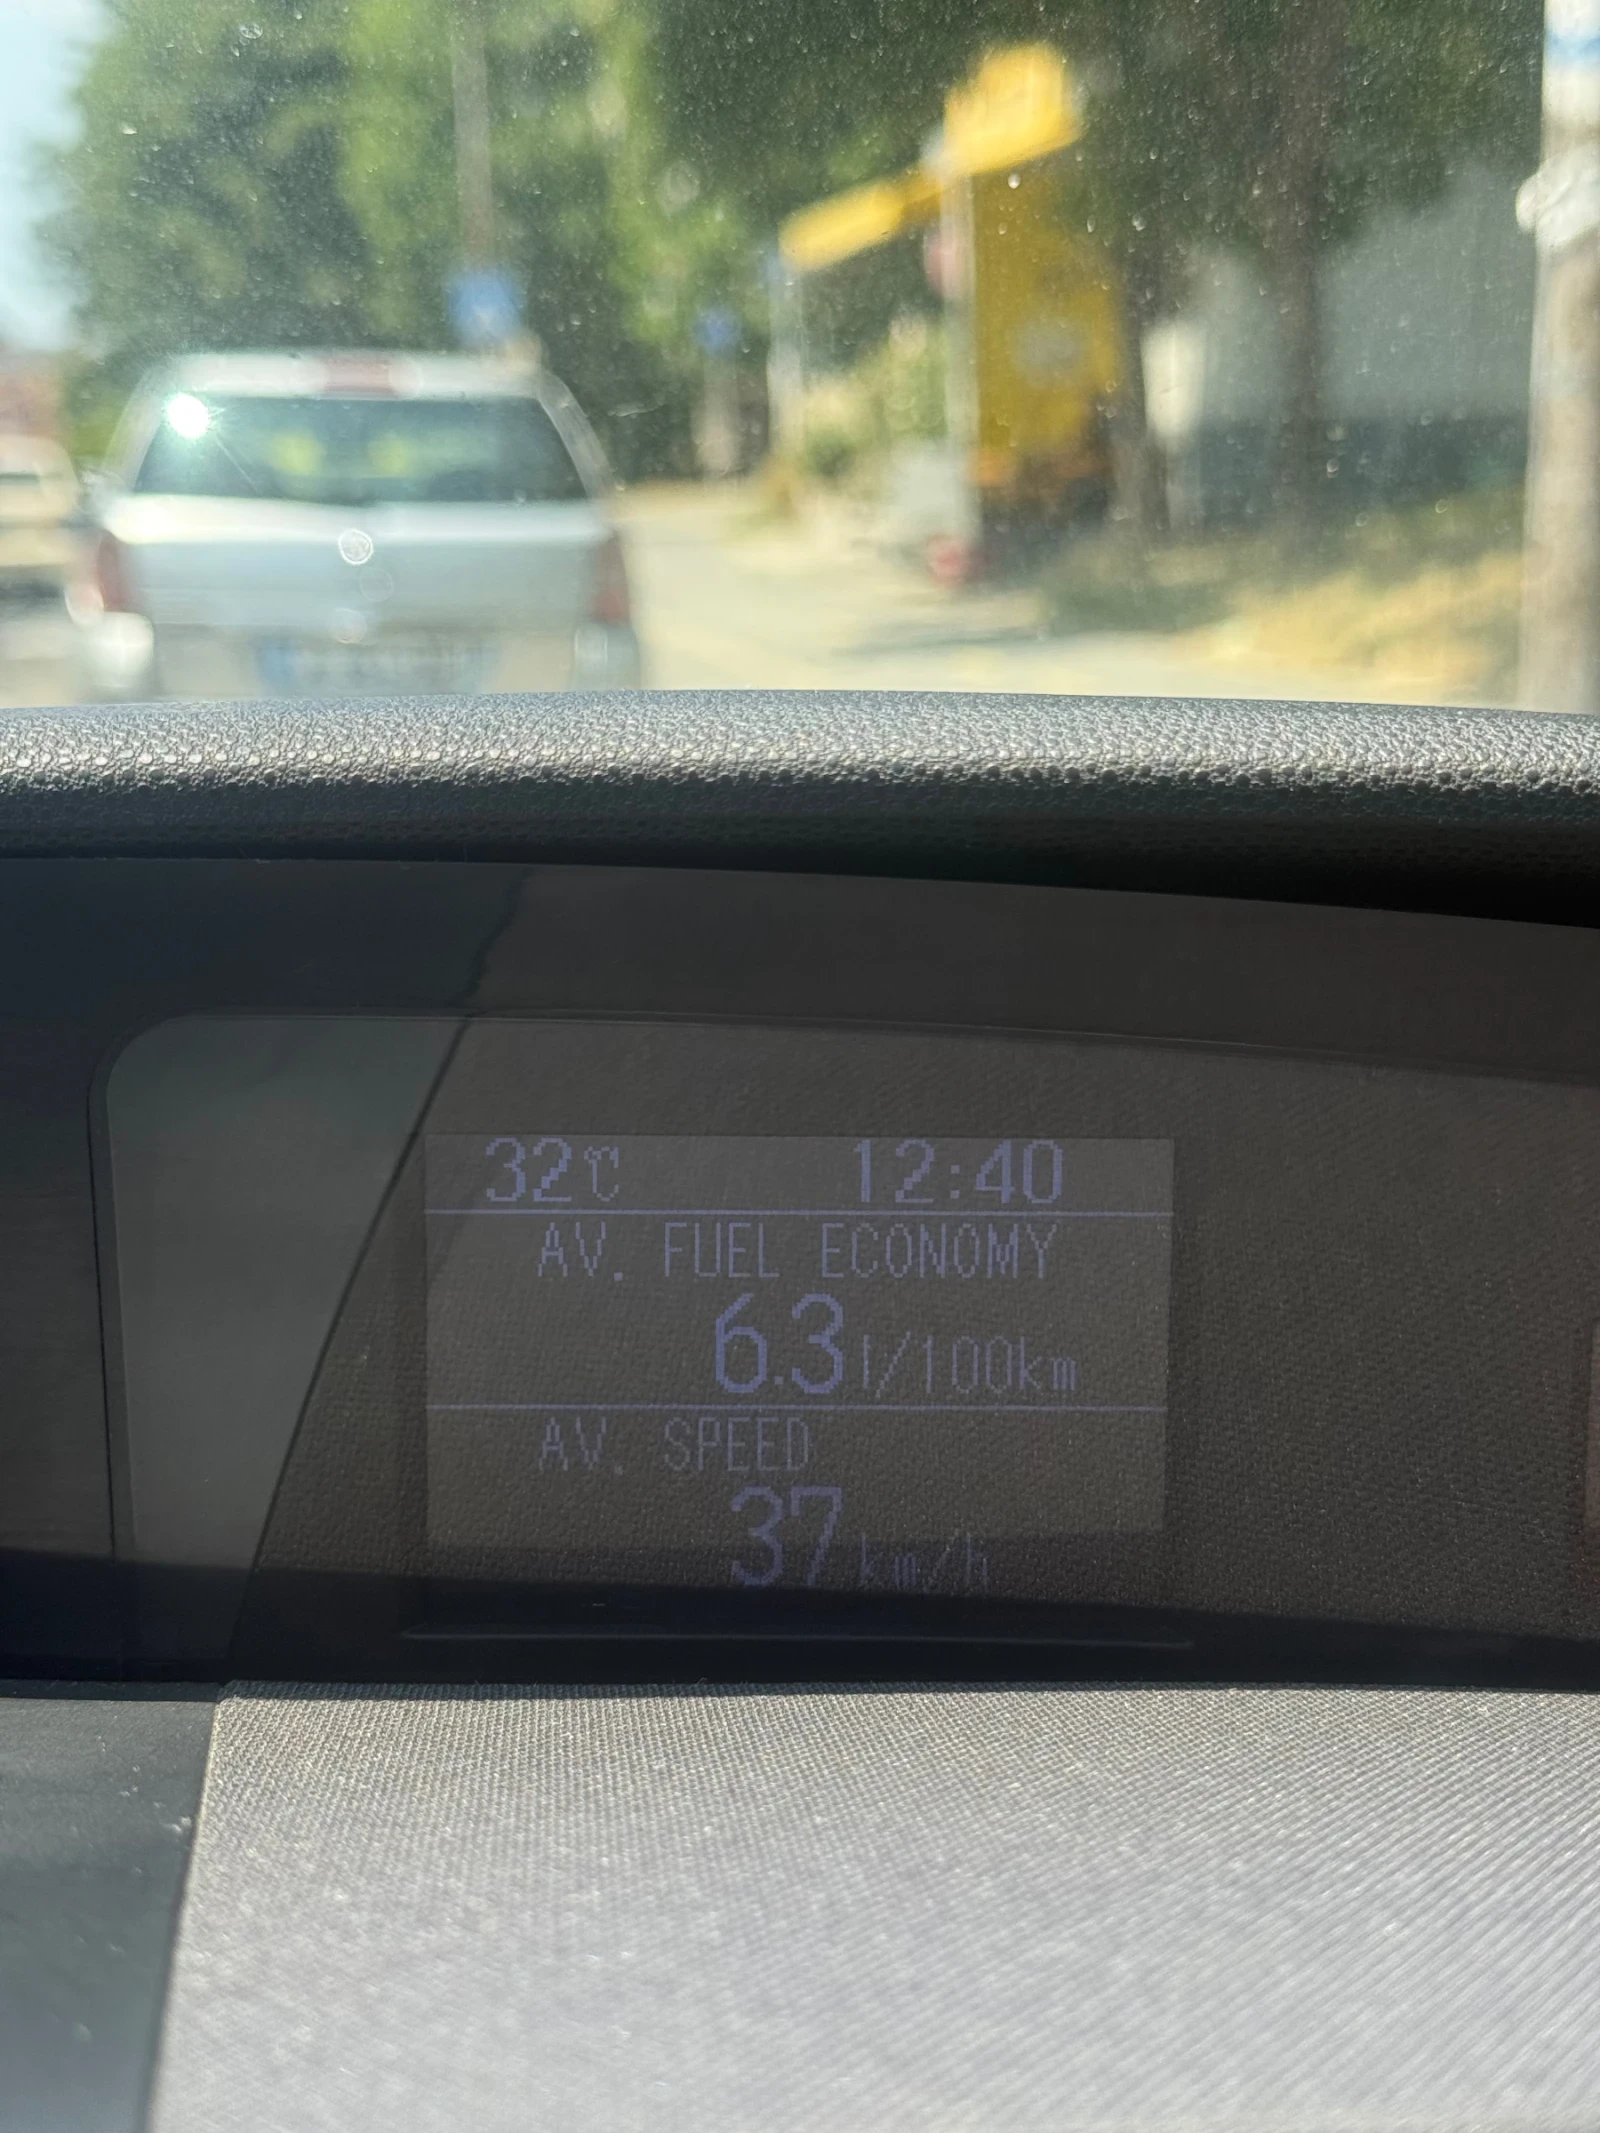 32℃ 12:40
AV. FUEL ECONOMY
6.3 l/100km
AV. SPEED
37 km/h